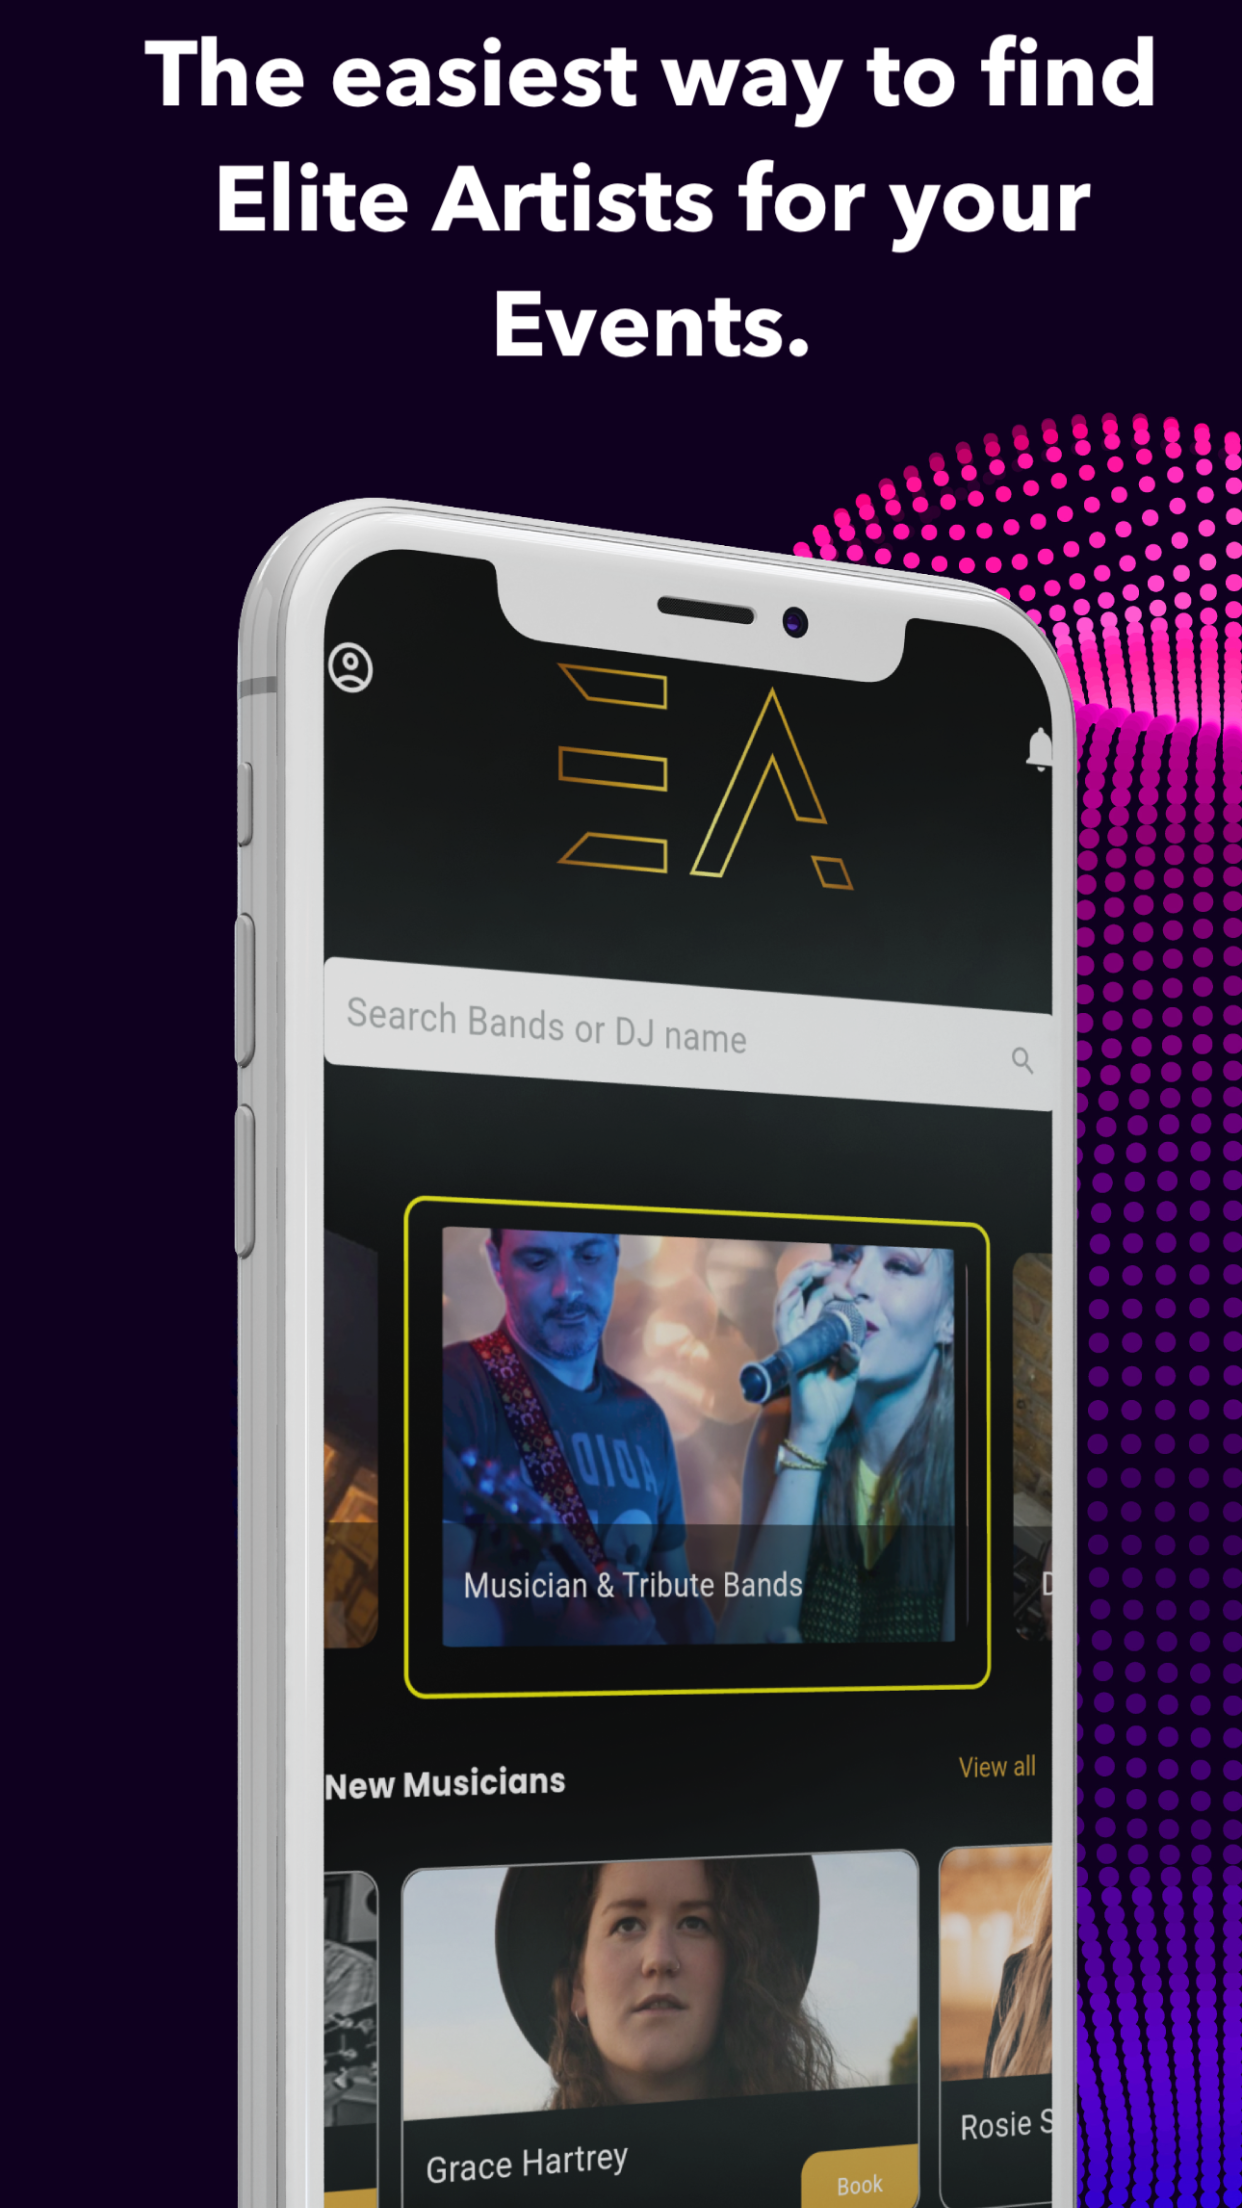 The easiest way to find
Elite Artists for your
Events.
EA
Search Bands or DJ name
Musician & Tribute Bands
D
New Musicians
View all
Grace Hartrey
Book
Rosie S